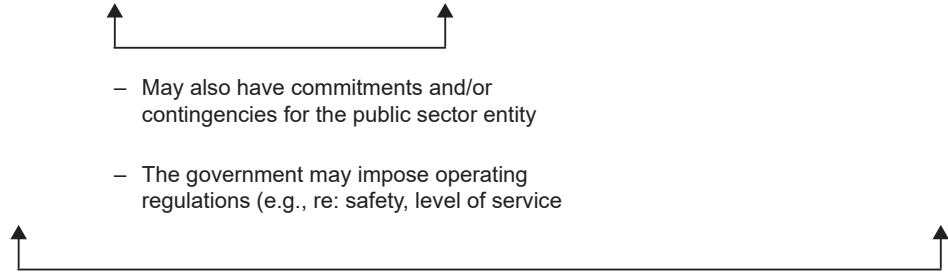 – May also have commitments and/or
contingencies for the public sector entity
– The government may impose operating
regulations (e.g., re: safety, level of service